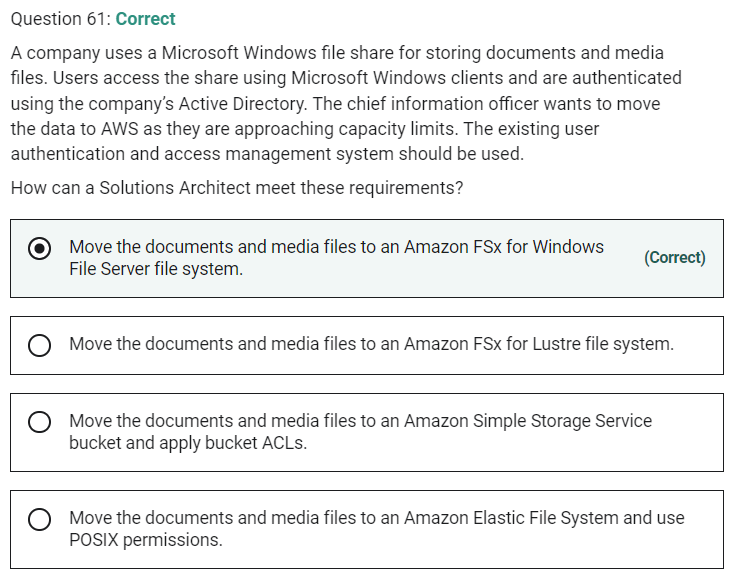 Question 61: Correct
A company uses a Microsoft Windows file share for storing documents and media
files. Users access the share using Microsoft Windows clients and are authenticated
using the company’s Active Directory. The chief information officer wants to move
the data to AWS as they are approaching capacity limits. The existing user
authentication and access management system should be used.
How can a Solutions Architect meet these requirements?
Move the documents and media files to an Amazon FSx for Windows
File Server file system.
(Correct)
Move the documents and media files to an Amazon FSx for Lustre file system.
Move the documents and media files to an Amazon Simple Storage Service
bucket and apply bucket ACLs.
Move the documents and media files to an Amazon Elastic File System and use
POSIX permissions.